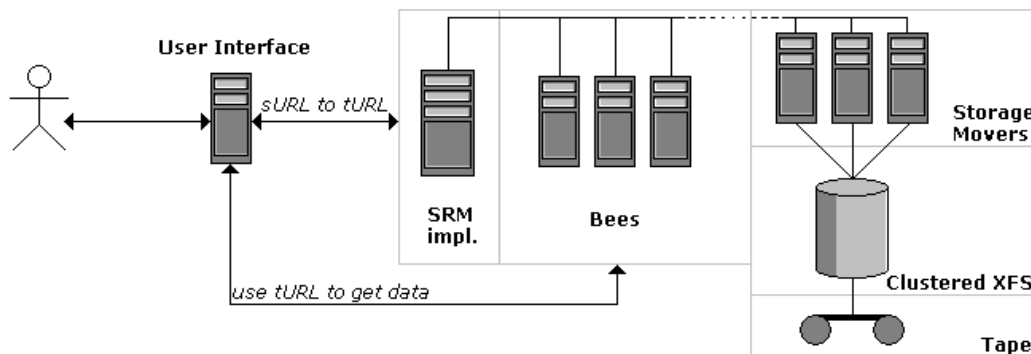 User Interface
sURL to tURL
SRM
impl.
Bees
Storage
Movers
Clustered XFS
use tURL to get data
Tape